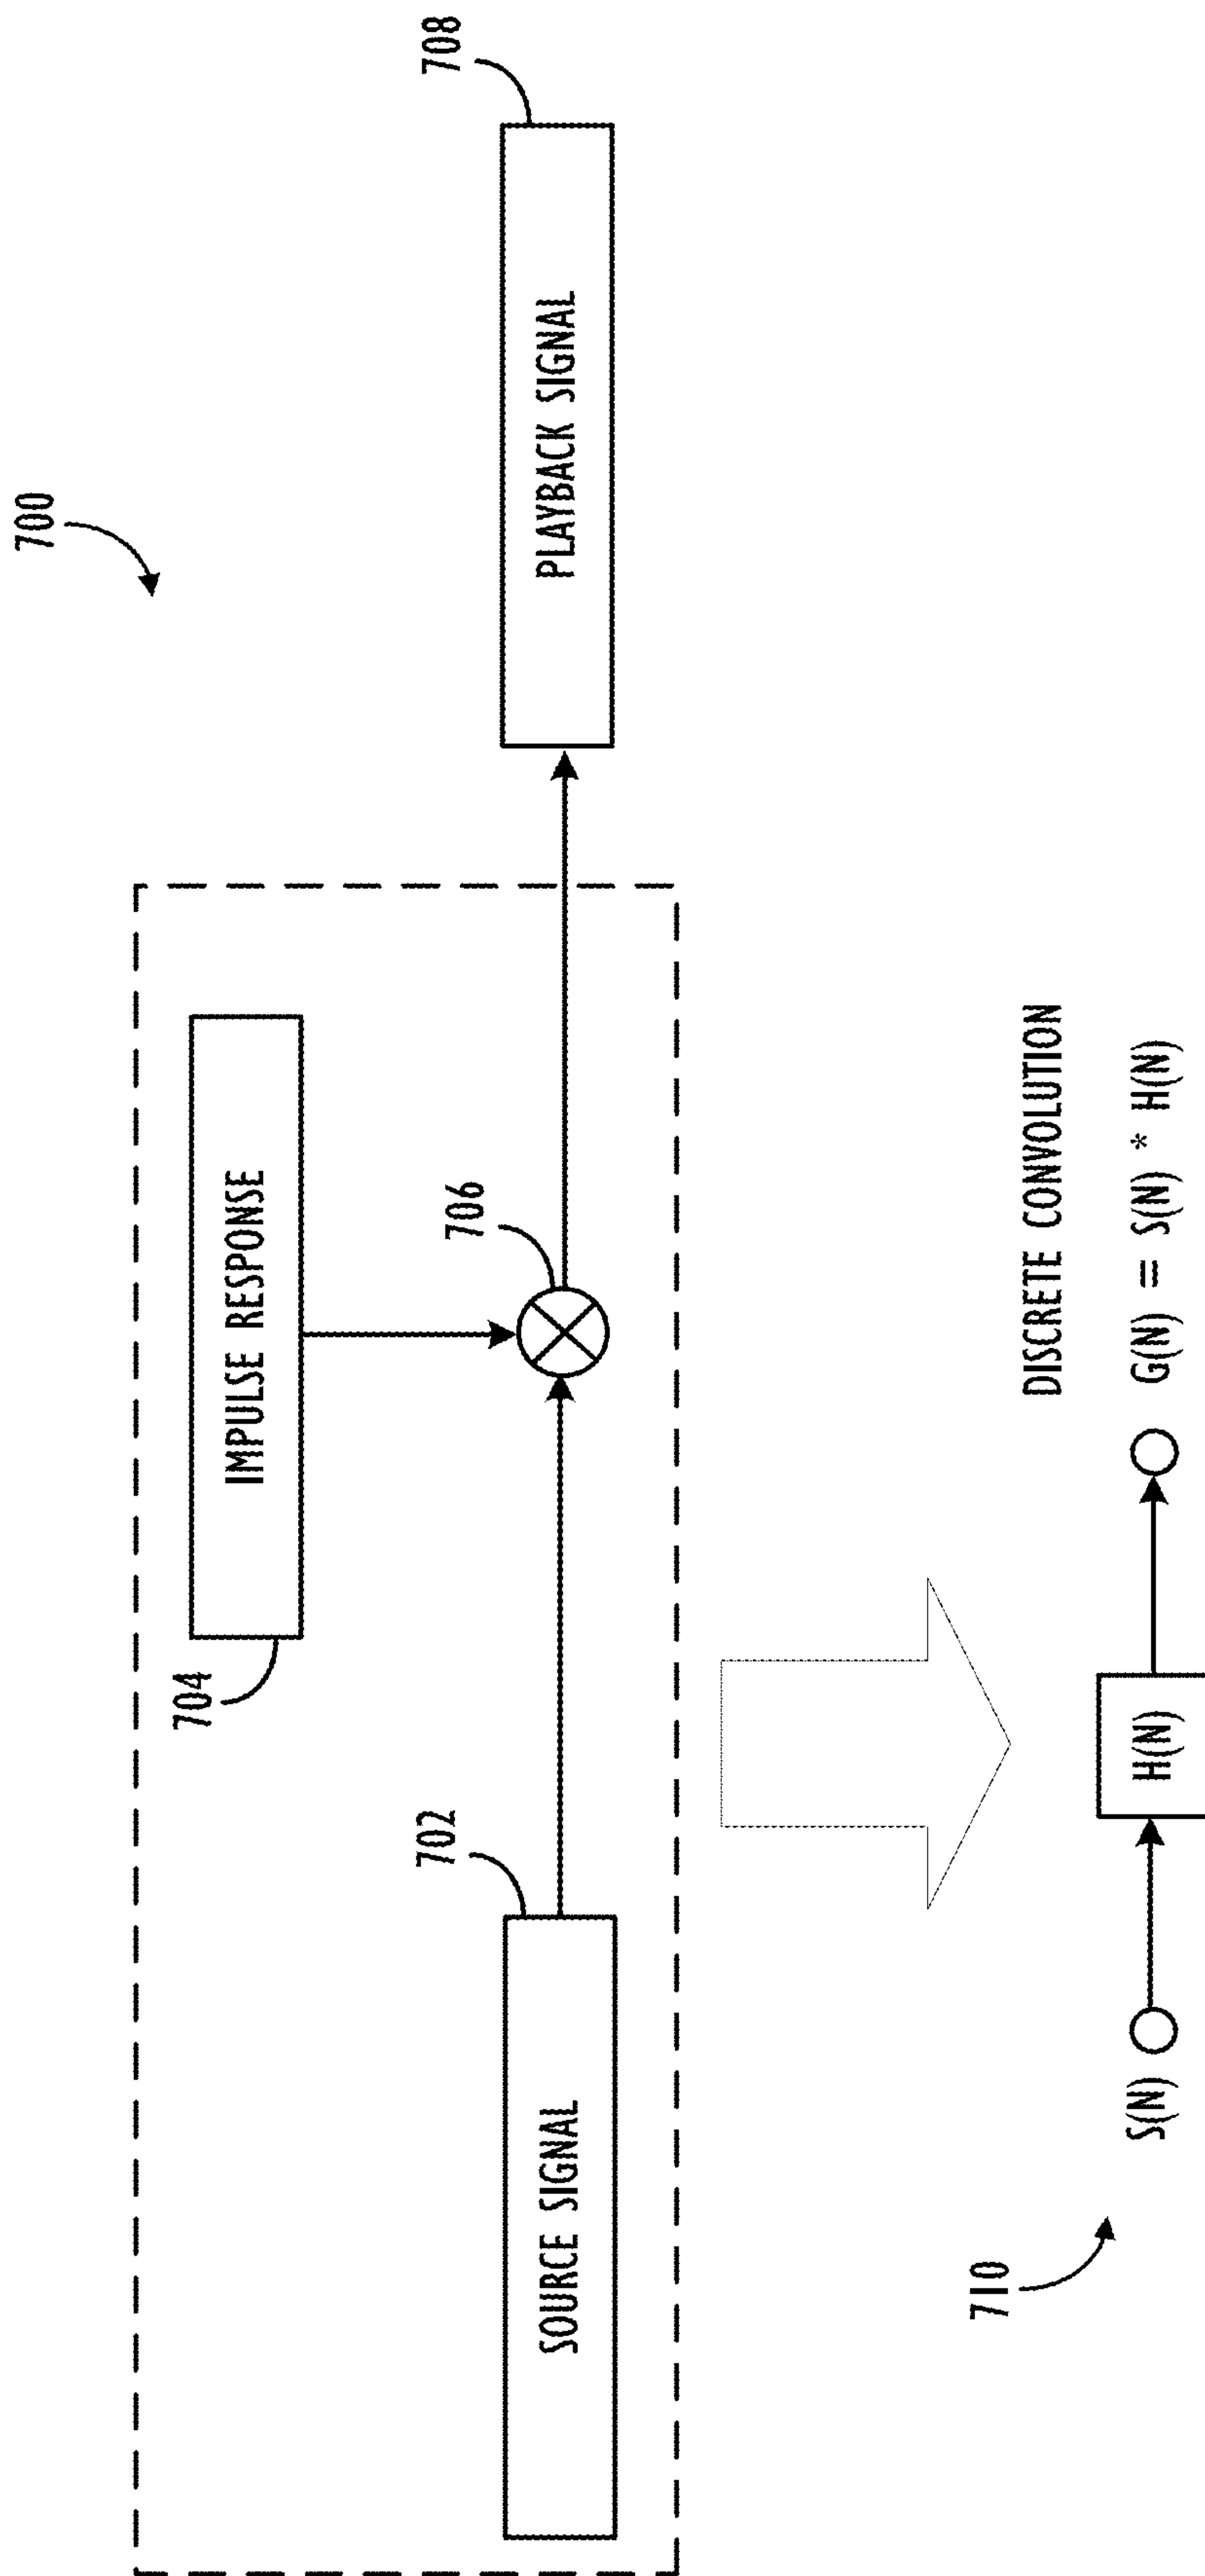 700
704
IMPULSE RESPONSE
702
706
708
SOURCE SIGNAL
PLAYBACK SIGNAL
710
DISCRETE CONVOLUTION
S(N)
H(N)
G(N) = S(N) * H(N)